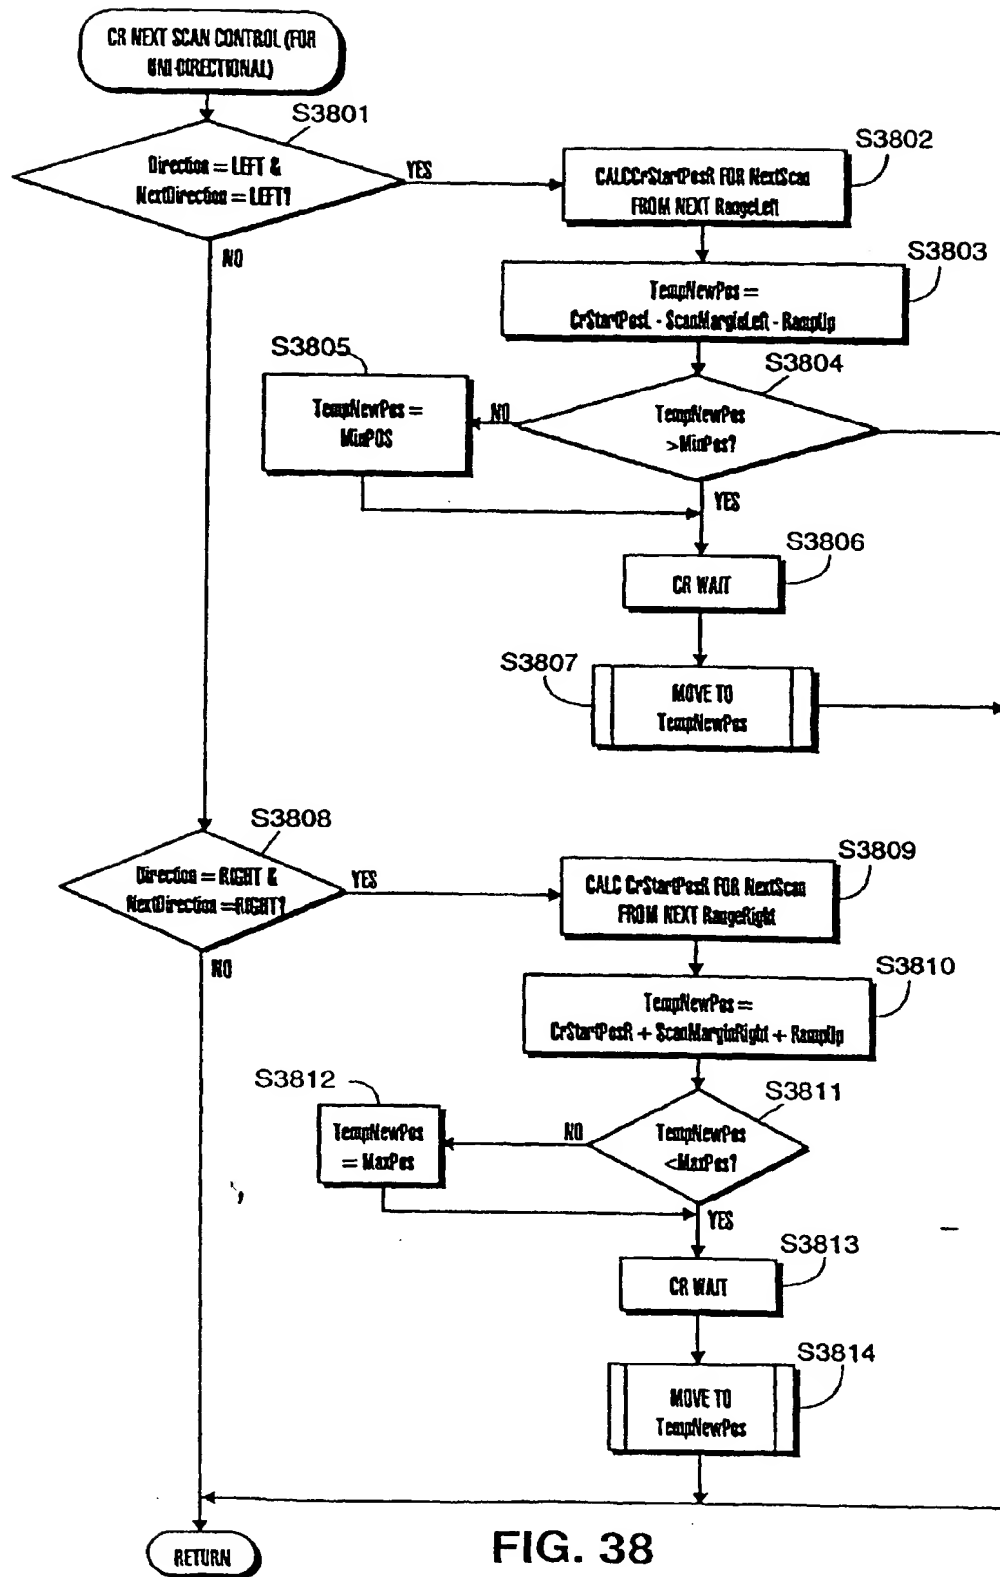 CR NEXT SCAN CONTROL (FOR
UNI-DIRECTIONAL)
S3801
Direction = LEFT &
NextDirection = LEFT?
YES
NO
S3802
CALCCrStartPosR FOR NextScan
FROM NEXT RangeLeft
S3803
TempNewPos =
CrStartPosL - ScanMarginLeft - RampUp
S3804
TempNewPos
>MinPos?
NO
YES
S3805
TempNewPos =
MinPOS
S3806
CR WAIT
S3807
MOVE TO
TempNewPos
S3808
Direction = RIGHT &
NextDirection =RIGHT?
YES
NO
S3809
CALC CrStartPosR FOR NextScan
FROM NEXT RangeRight
S3810
TempNewPos =
CrStartPosR + ScanMarginRight + RampUp
S3811
TempNewPos
<MaxPos?
NO
YES
S3812
TempNewPos
= MaxPos
S3813
CR WAIT
S3814
MOVE TO
TempNewPos
RETURN
FIG. 38